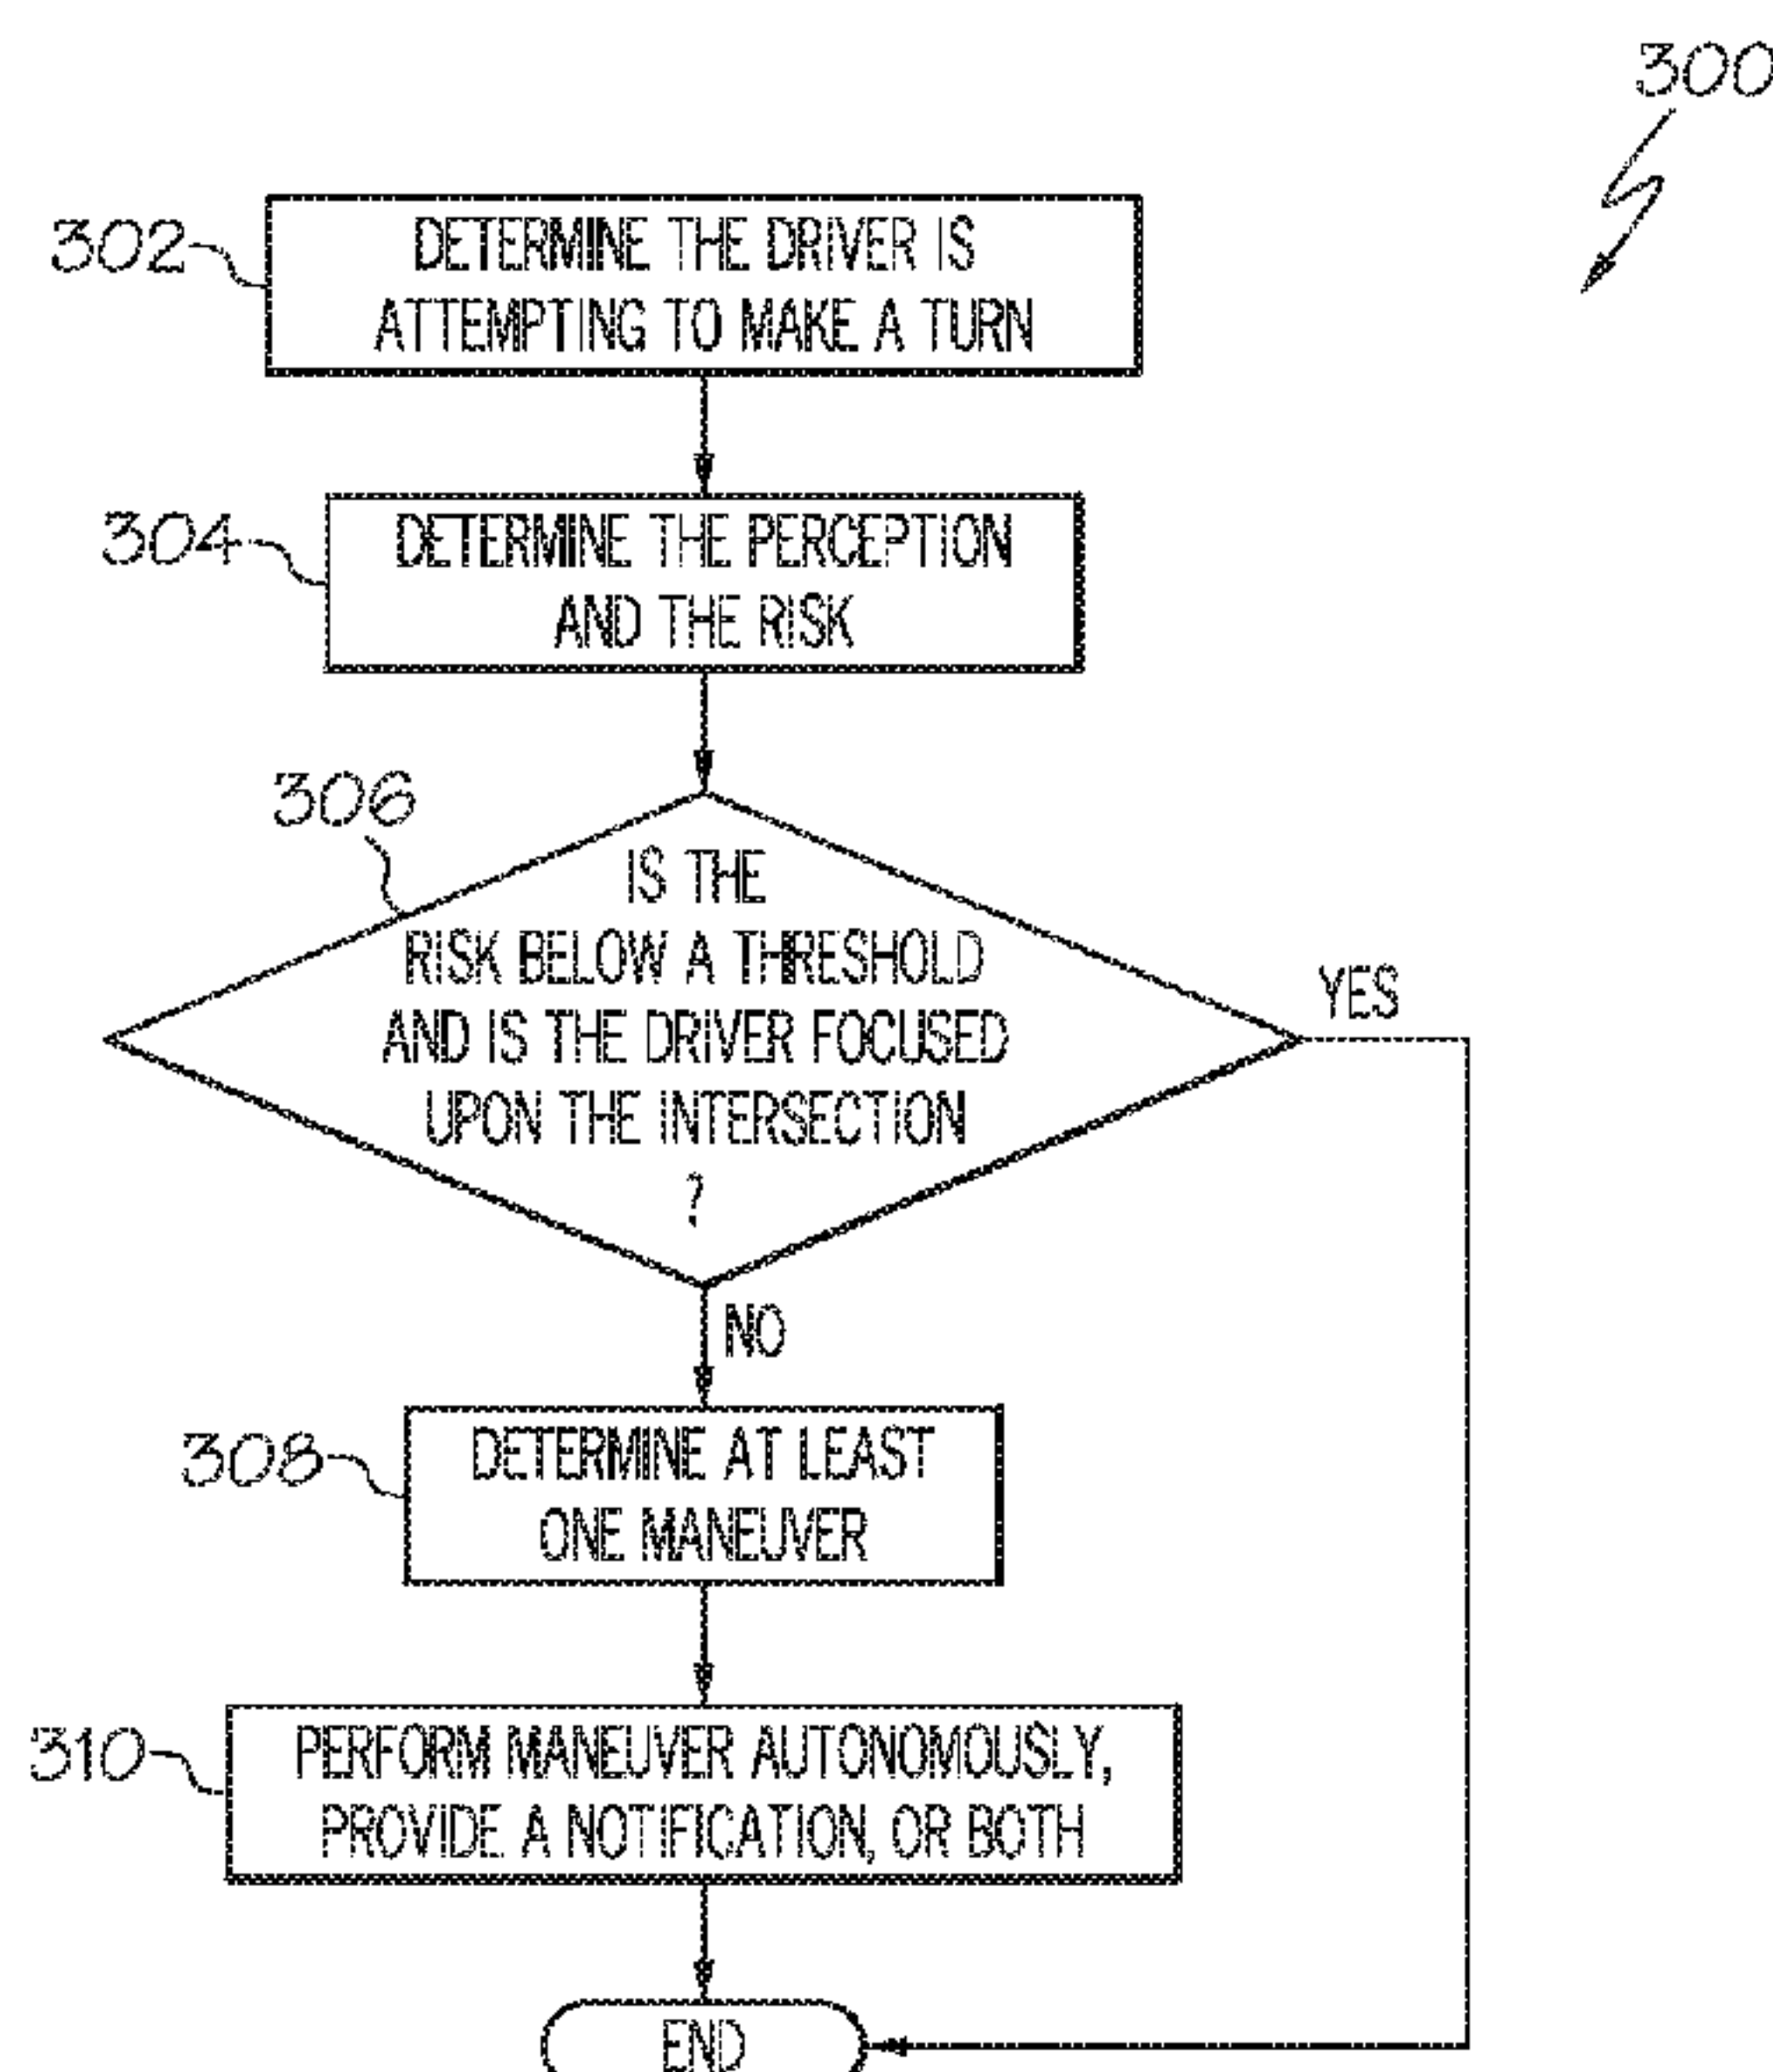 300
302
DETERMINE THE DRIVER IS
ATTEMPTING TO MAKE A TURN
304
DETERMINE THE PERCEPTION
AND THE RISK
306
IS THE
RISK BELOW A THRESHOLD
AND IS THE DRIVER FOCUSED
UPON THE INTERSECTION
?
YES
NO
308
DETERMINE AT LEAST
ONE MANEUVER
310
PERFORM MANEUVER AUTONOMOUSLY,
PROVIDE A NOTIFICATION, OR BOTH
END